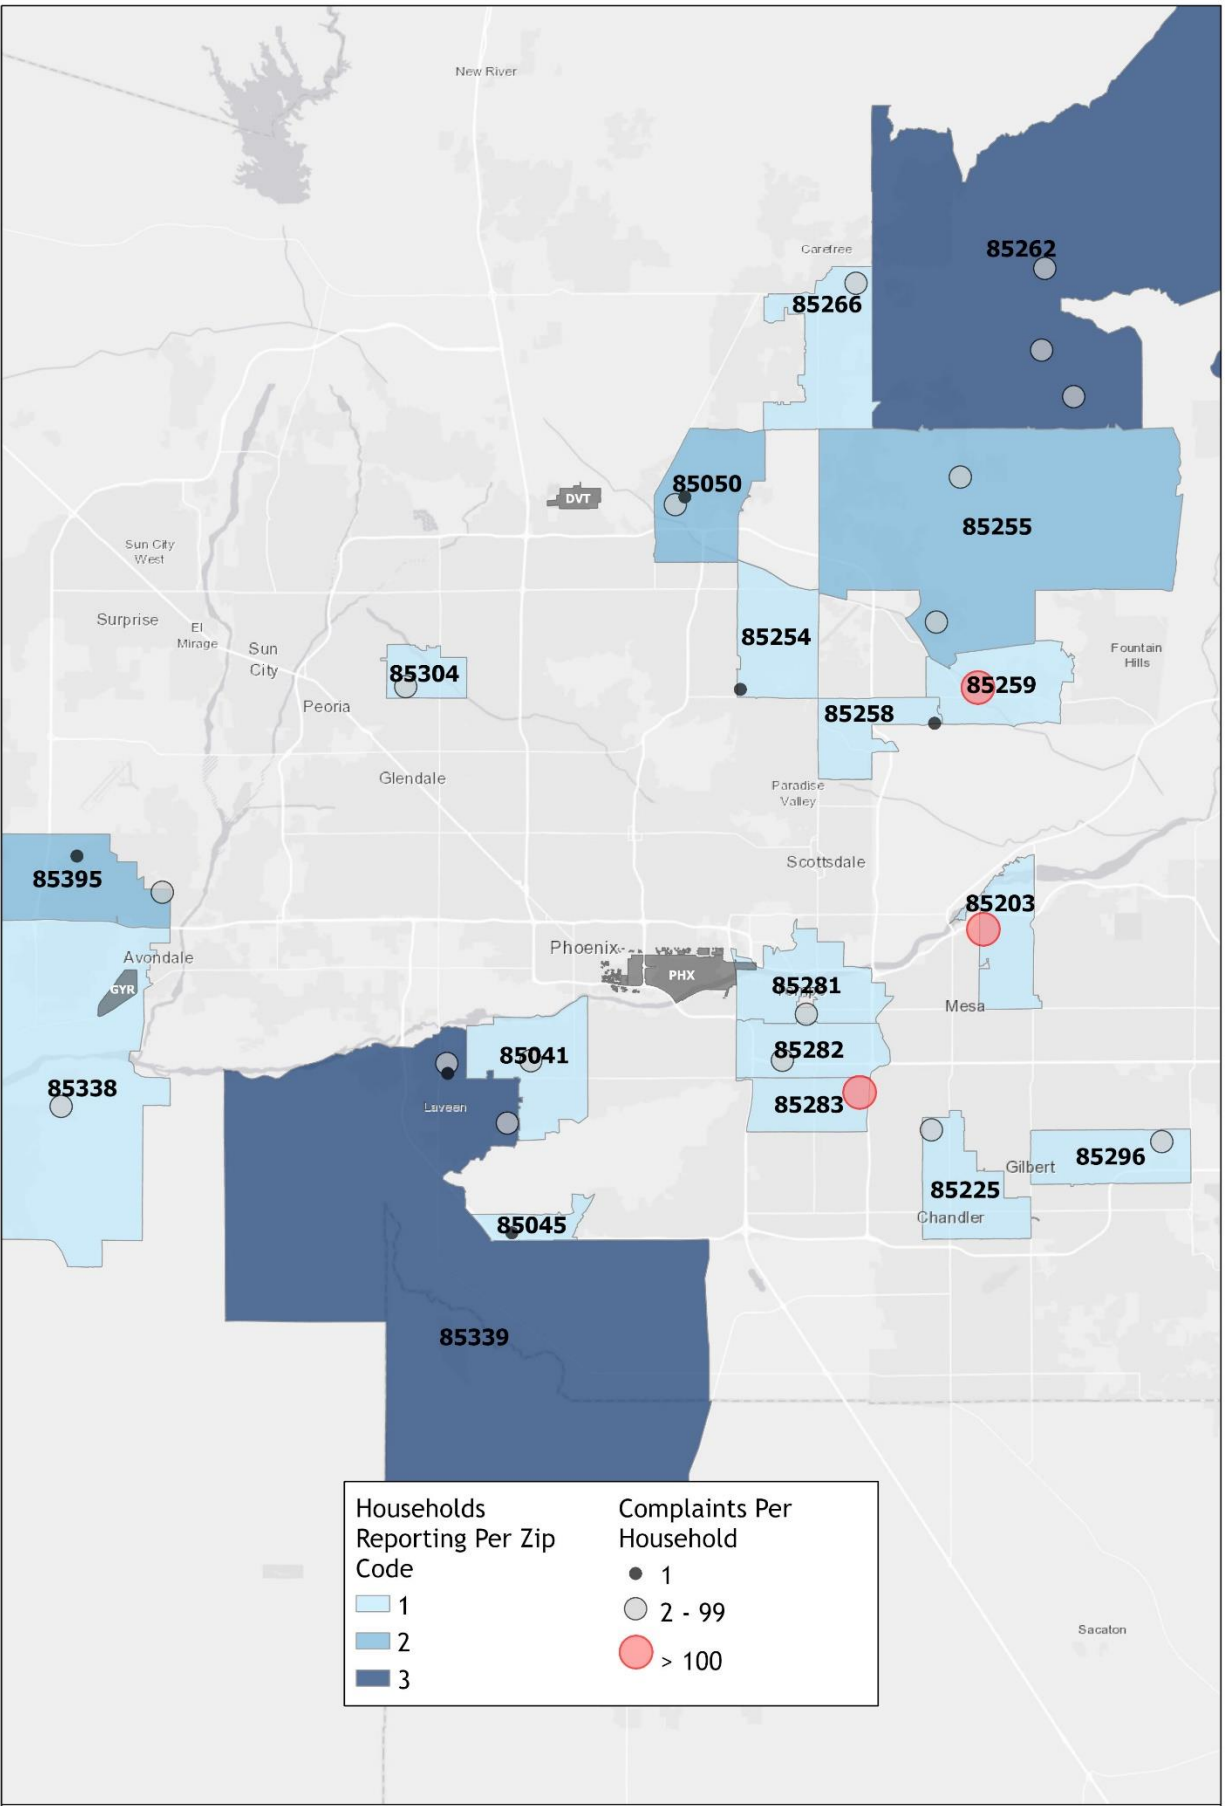 New River
Carefree
85262
85266
85050
DVT
85255
Sun City
West
Surprise
El
Mirage
Sun
City
85254
Fountain
Hills
85304
85259
Peoria
85258
Glendale
Paradise
Valley
Scottsdale
85395
85203
Phoenix
Avondale
PHX
GYR
85281
Mesa
85041
85282
85338
85283
Laveen
85296
Gilbert
85225
Chandler
85045
85339
Households
Reporting Per Zip
Code
1
2
3
Complaints Per
Household
1
2 - 99
> 100
Sacaton